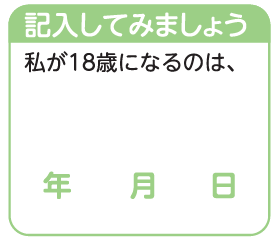 記入してみましょう
私が18歳になるのは、
年 月 日